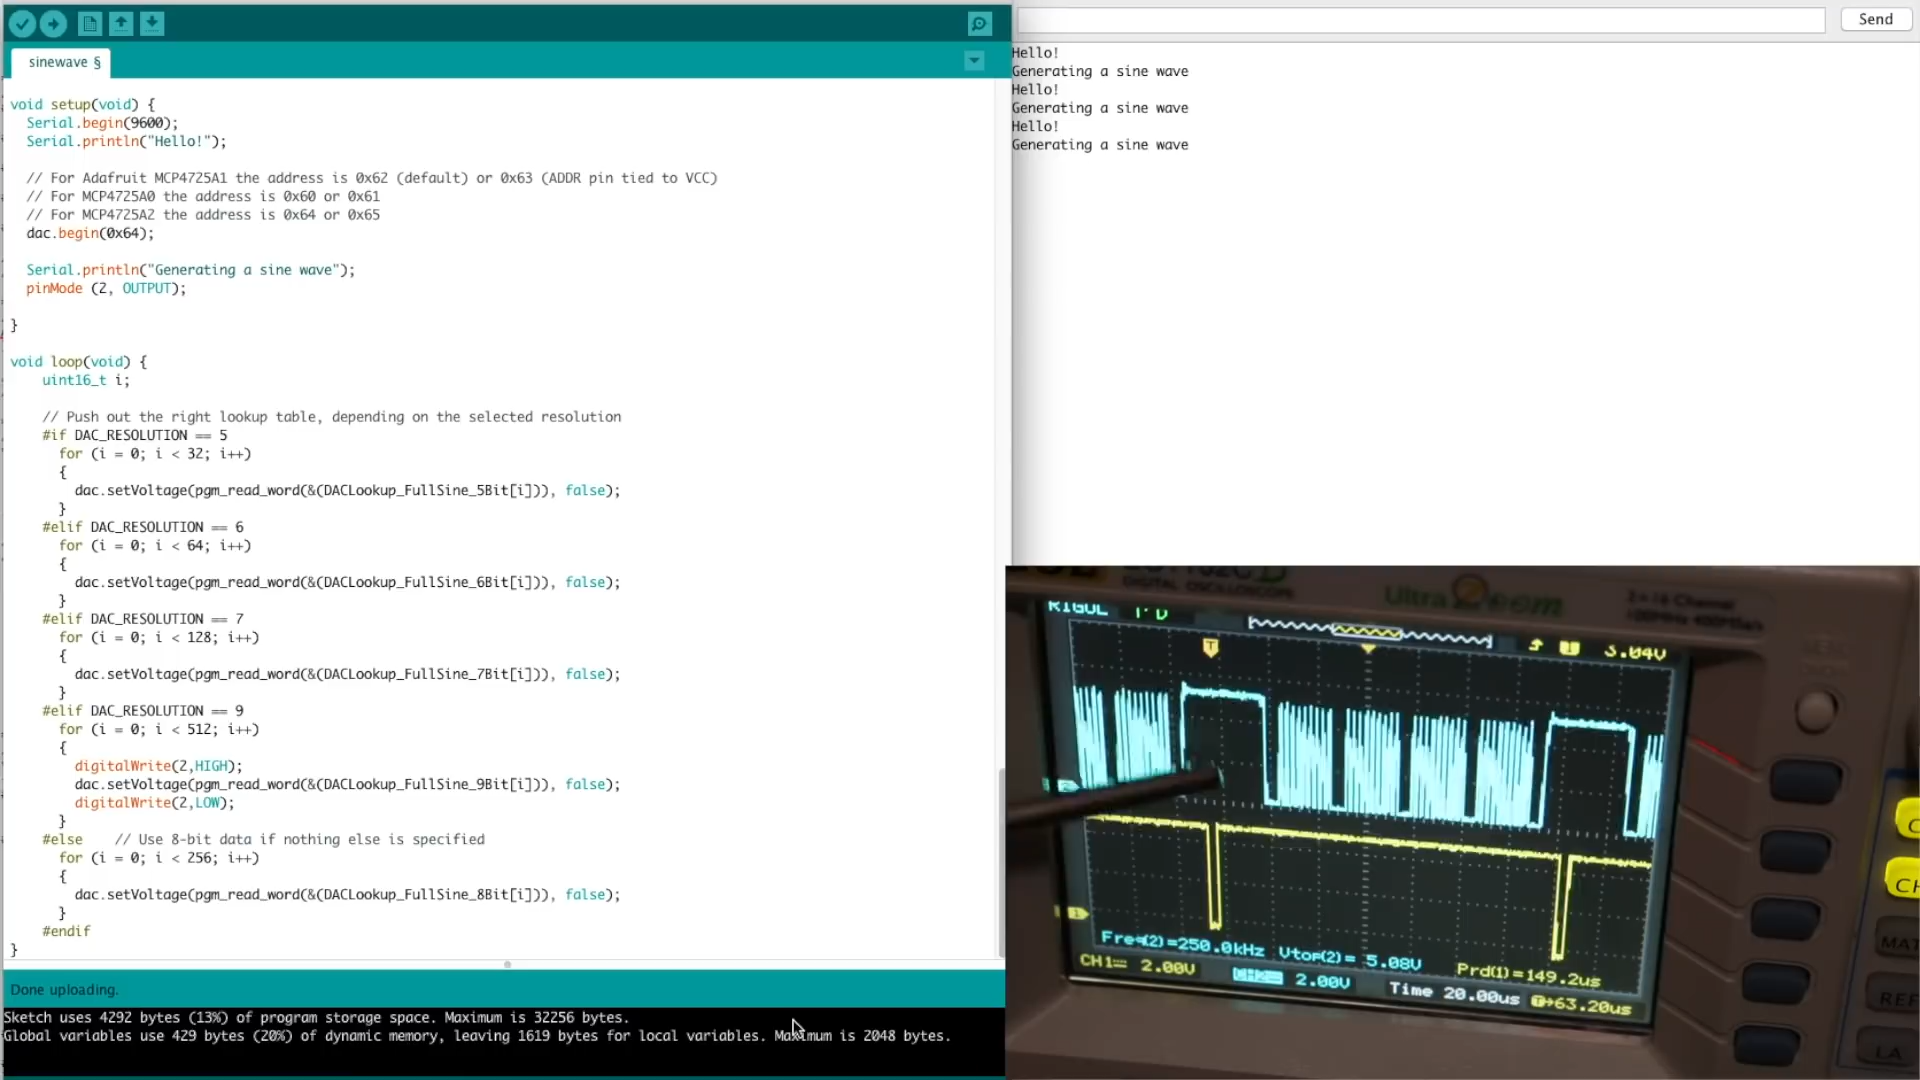 sinewave §
void setup(void) {
Serial.begin(9600);
Serial.println("Hello!");
// For Adafruit MCP4725A1 the address is 0x62 (default) or 0x63 (ADDR pin tied to VCC)
// For MCP4725A0 the address is 0x60 or 0x61
// For MCP4725A2 the address is 0x64 or 0x65
dac.begin(0x64);
Serial.println("Generating a sine wave");
pinMode (2, OUTPUT);
}
void loop(void) {
uint16_t i;
// Push out the right lookup table, depending on the selected resolution
#if DAC_RESOLUTION == 5
for (i = 0; i < 32; i++)
{
dac.setVoltage(pgm_read_word(&(DACLookup_FullSine_5Bit[i])), false);
}
#elif DAC_RESOLUTION == 6
for (i = 0; i < 64; i++)
{
dac.setVoltage(pgm_read_word(&(DACLookup_FullSine_6Bit[i])), false);
}
#elif DAC_RESOLUTION == 7
for (i = 0; i < 128; i++)
{
dac.setVoltage(pgm_read_word(&(DACLookup_FullSine_7Bit[i])), false);
}
#elif DAC_RESOLUTION == 9
for (i = 0; i < 512; i++)
{
digitalWrite(2,HIGH);
dac.setVoltage(pgm_read_word(&(DACLookup_FullSine_9Bit[i])), false);
digitalWrite(2,LOW);
}
#else // Use 8-bit data if nothing else is specified
for (i = 0; i < 256; i++)
{
dac.setVoltage(pgm_read_word(&(DACLookup_FullSine_8Bit[i])), false);
}
#endif
}
Done uploading.
Sketch uses 4292 bytes (13%) of program storage space. Maximum is 32256 bytes.
Global variables use 429 bytes (20%) of dynamic memory, leaving 1619 bytes for local variables. Maximum is 2048 bytes.
Send
Hello!
Generating a sine wave
Hello!
Generating a sine wave
Hello!
Generating a sine wave
DIGITAL OSCILLOSCOPE
RIGOL T'D
3.04V
Freq(2)=250.0kHz Vtop(2)= 5.08V Prd(1)=149.2us
CH1= 2.00V CH2= 2.00V Time 20.00us →63.20us
REF
LA